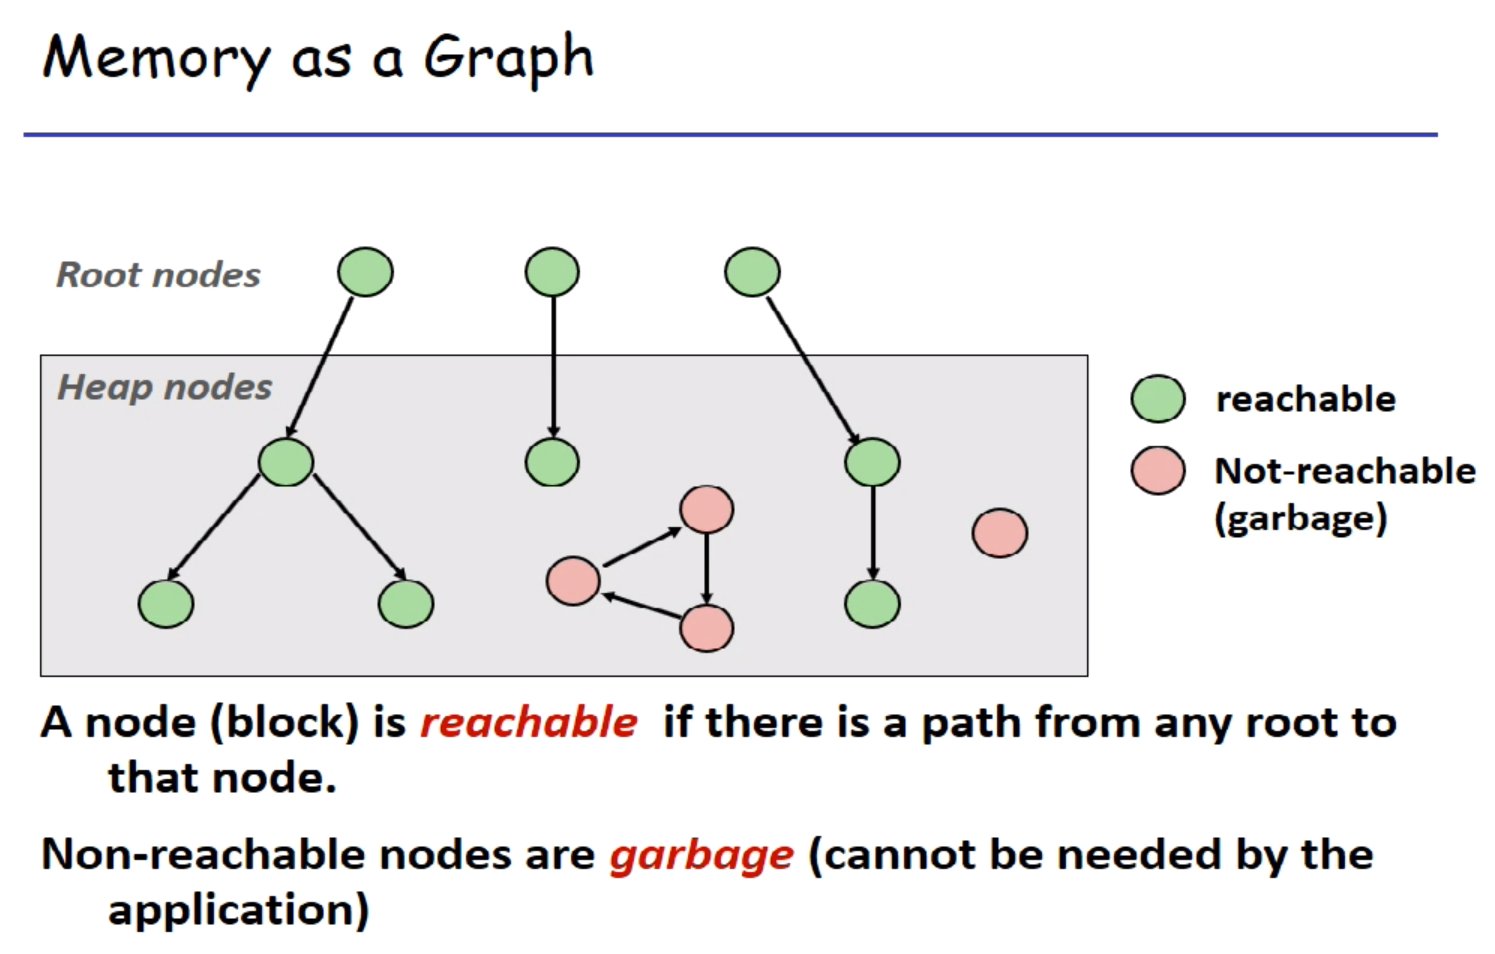 Memory as a Graph
Root nodes
Heap nodes
reachable
Not-reachable
(garbage)
A node (block) is reachable if there is a path from any root to
that node.
Non-reachable nodes are garbage (cannot be needed by the
application)